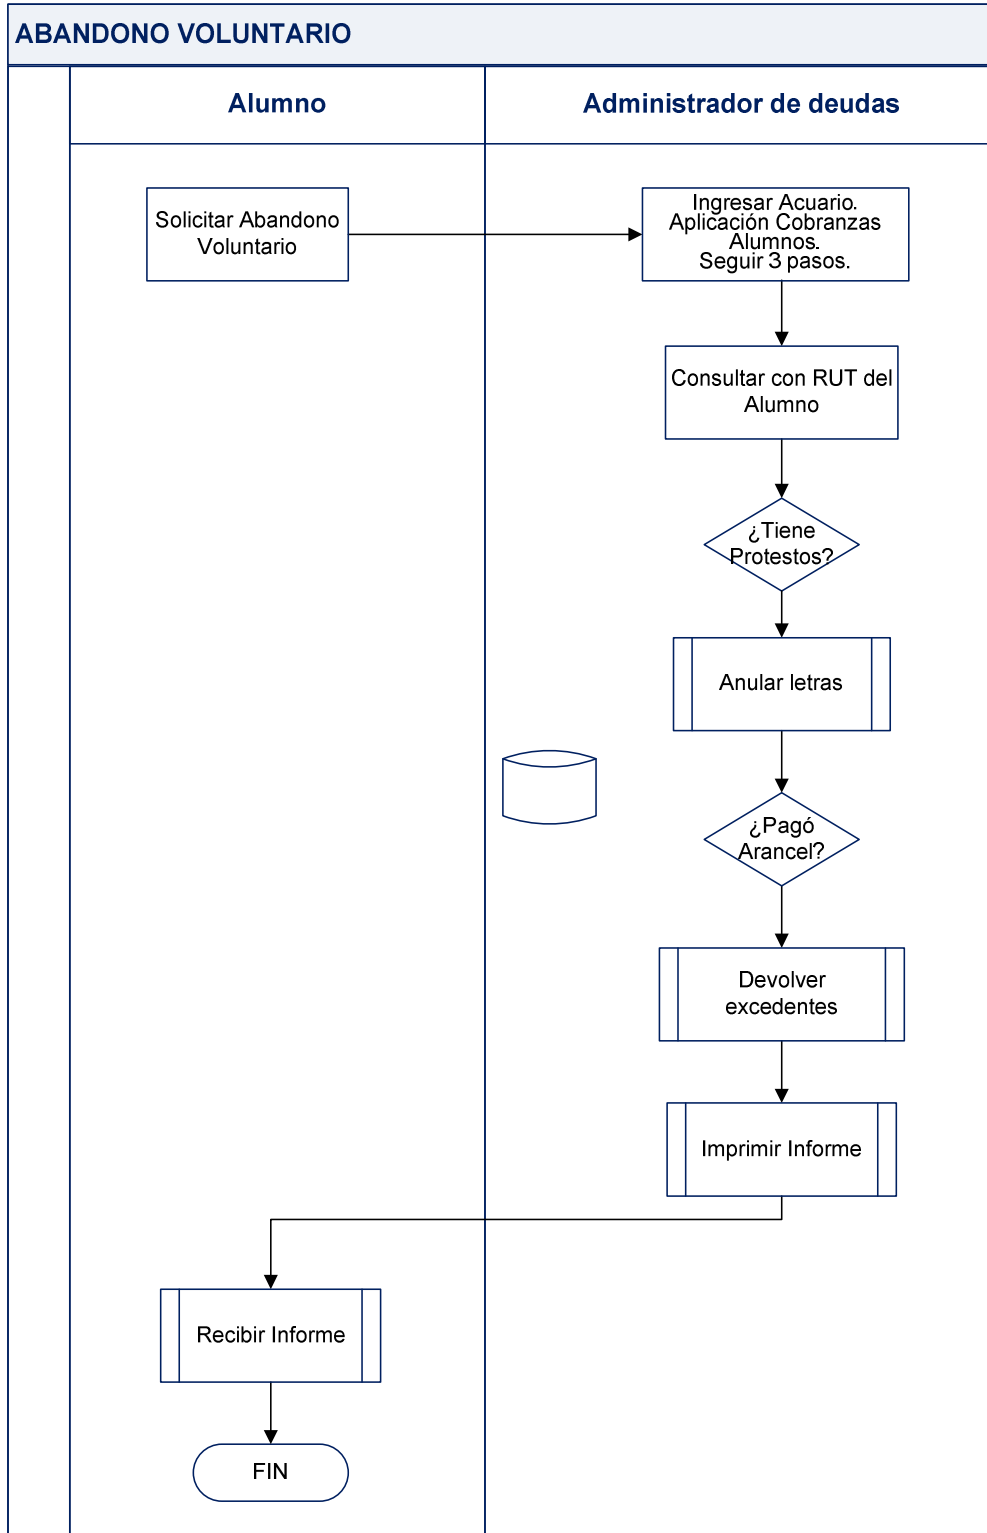 ABANDONO VOLUNTARIO
Alumno
Administrador de deudas
Solicitar Abandono
Voluntario
Ingresar Acuario.
Aplicación Cobranzas
Alumnos.
Seguir 3 pasos.
Consultar con RUT del
Alumno
¿Tiene
Protestos?
Anular letras
¿Pagó
Arancel?
Devolver
excedentes
Imprimir Informe
Recibir Informe
FIN